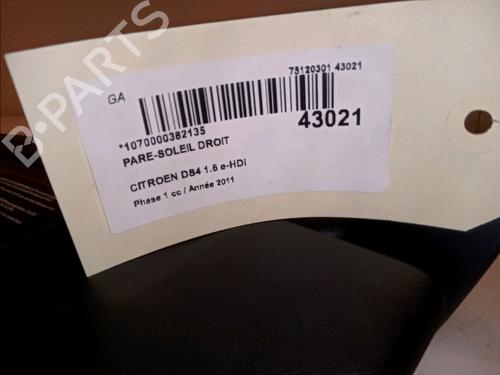 B-PARTS
GA
75120301 43021
43021
*1070000382135
PARE-SOLEIL DROIT
CITROEN DS4 1.6 e-HDI
Phase 1 cc / Année 2011